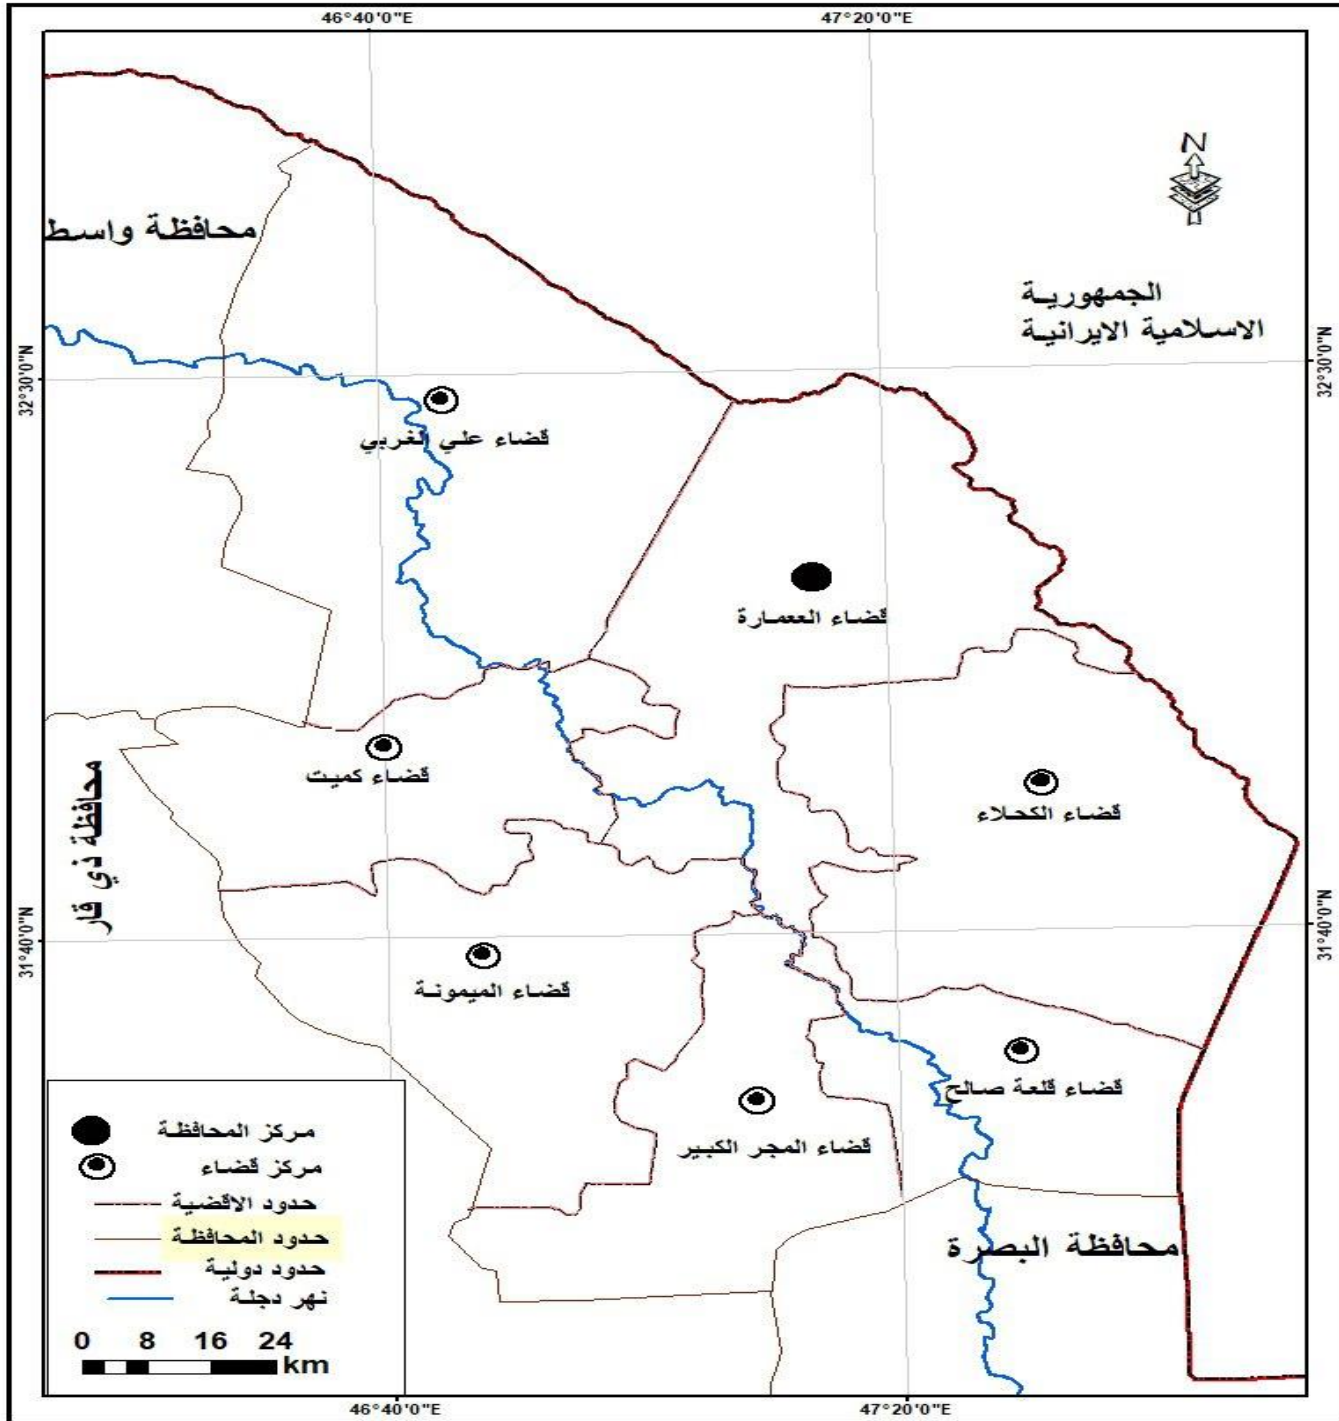 46°40'0"E
47°20'0"E
N
محافظة واسط
الجمهورية
الاسلامية الايرانية
32°30'0"N
32°30'0"N
قضاء علي الغربي
قضاء الععمارة
قضاء كميت
قضاء الكحلاء
محافظة ذي قار
31°40'0"N
31°40'0"N
قضاء الميمونة
قضاء قلعة صالح
قضاء المجر الكبير
محافظة البصرة
مركز المحافظة
مركز قضاء
حدود الاقضية
حدود المحافظة
حدود دولية
نهر دجلة
0 8 16 24
km
46°40'0"E
47°20'0"E